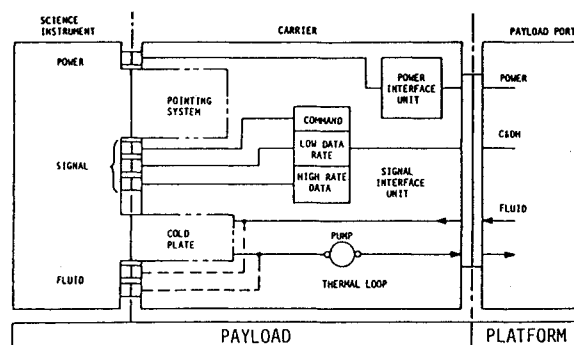 SCIENCE
INSTRUMENT
CARRIER
PAYLOAD PORT
POWER
POWER
INTERFACE
UNIT
POWER
POINTING
SYSTEM
COMMAND
SIGNAL
LOW DATA
RATE
C&DH
HIGH RATE
DATA
SIGNAL
INTERFACE
UNIT
FLUID
COLD
PLATE
PUMP
FLUID
THERMAL LOOP
PAYLOAD
PLATFORM